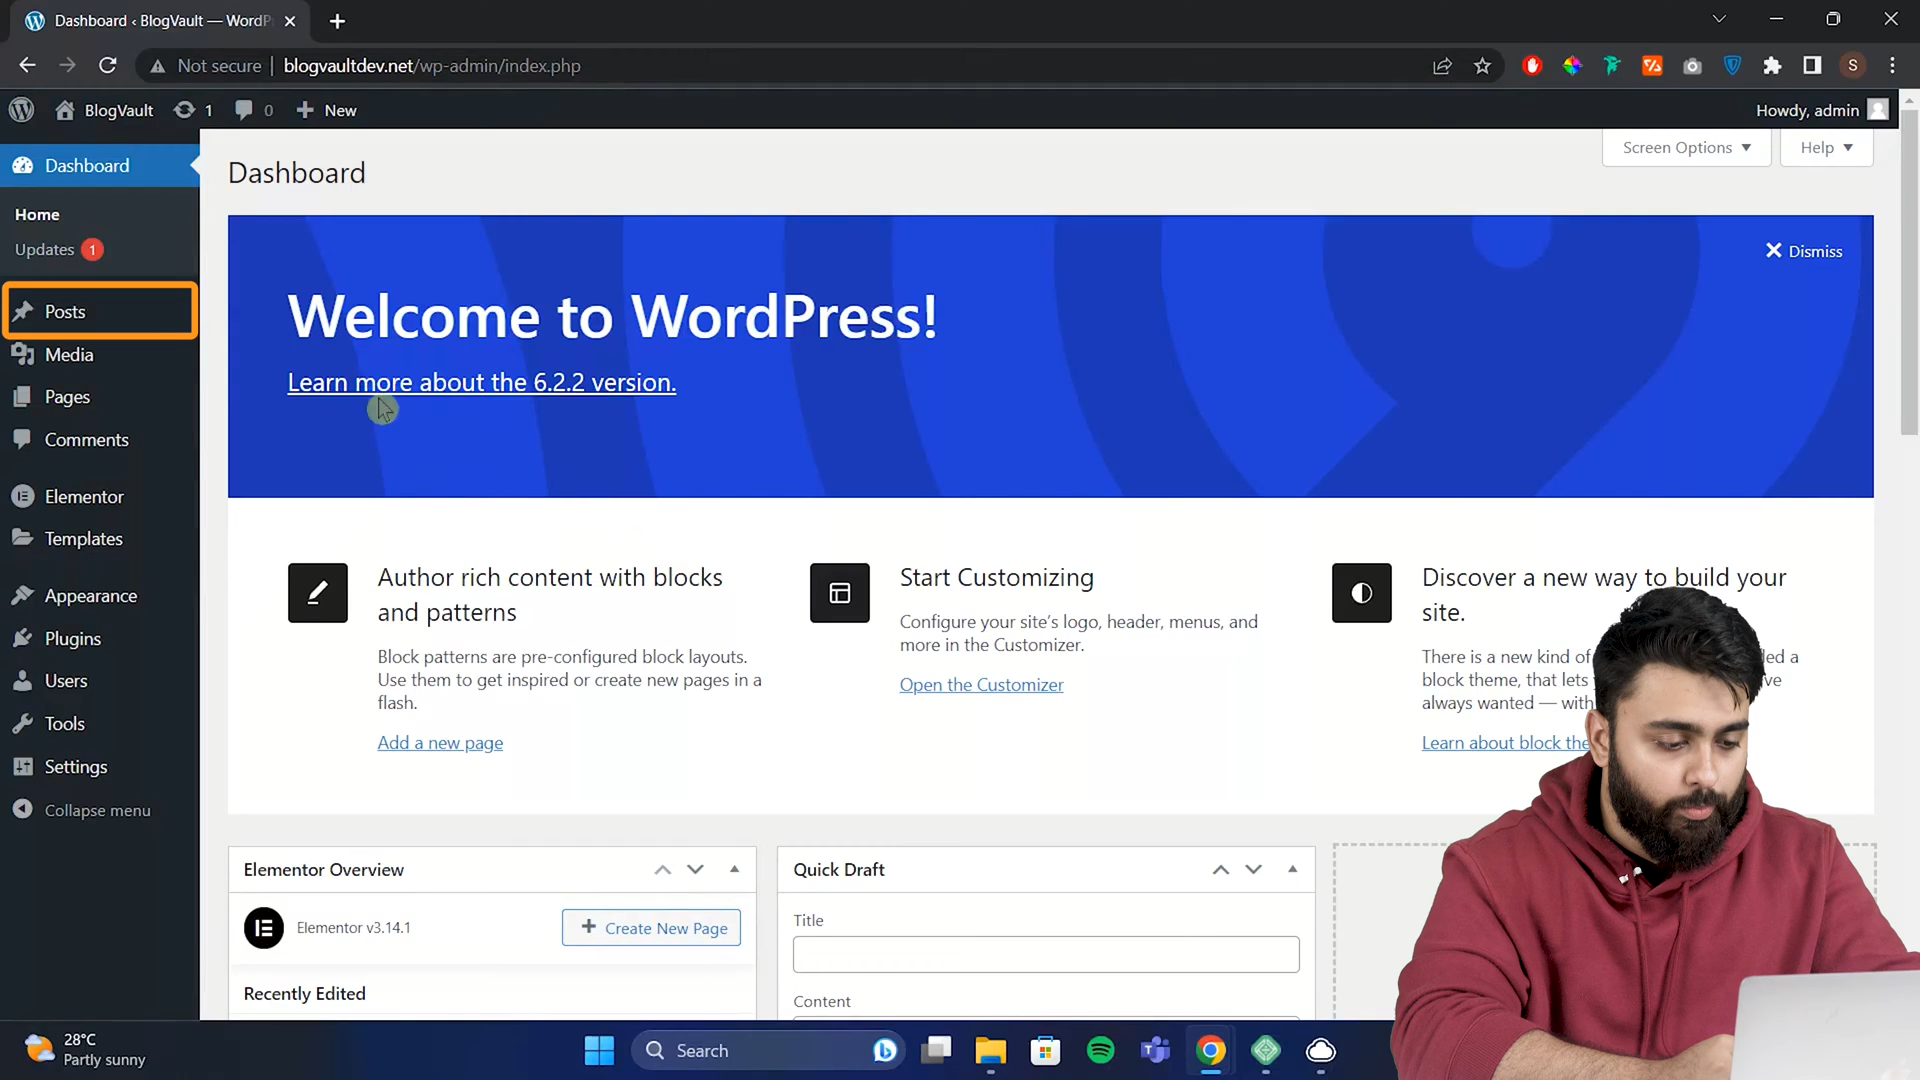 Dashboard ‹ BlogVault — WordP
Not secure
blogvaultdev.net/wp-admin/index.php
S
BlogVault
1
0
New
Howdy, admin
Dashboard
Home
Updates 1
Posts
Media
Pages
Comments
Elementor
Templates
Appearance
Plugins
Users
Tools
Settings
Collapse menu
Dashboard
Screen Options
Help
Dismiss
Welcome to WordPress!
Learn more about the 6.2.2 version.
Author rich content with blocks
and patterns
Block patterns are pre-configured block layouts.
Use them to get inspired or create new pages in a
flash.
Add a new page
Start Customizing
Configure your site's logo, header, menus, and
more in the Customizer.
Open the Customizer
Discover a new way to build your
site.
There is a new kind of
block theme, that lets
always wanted — with
Learn about block
Elementor Overview
Elementor v3.14.1
Create New Page
Recently Edited
Quick Draft
Title
Content
28°C
Partly sunny
Search